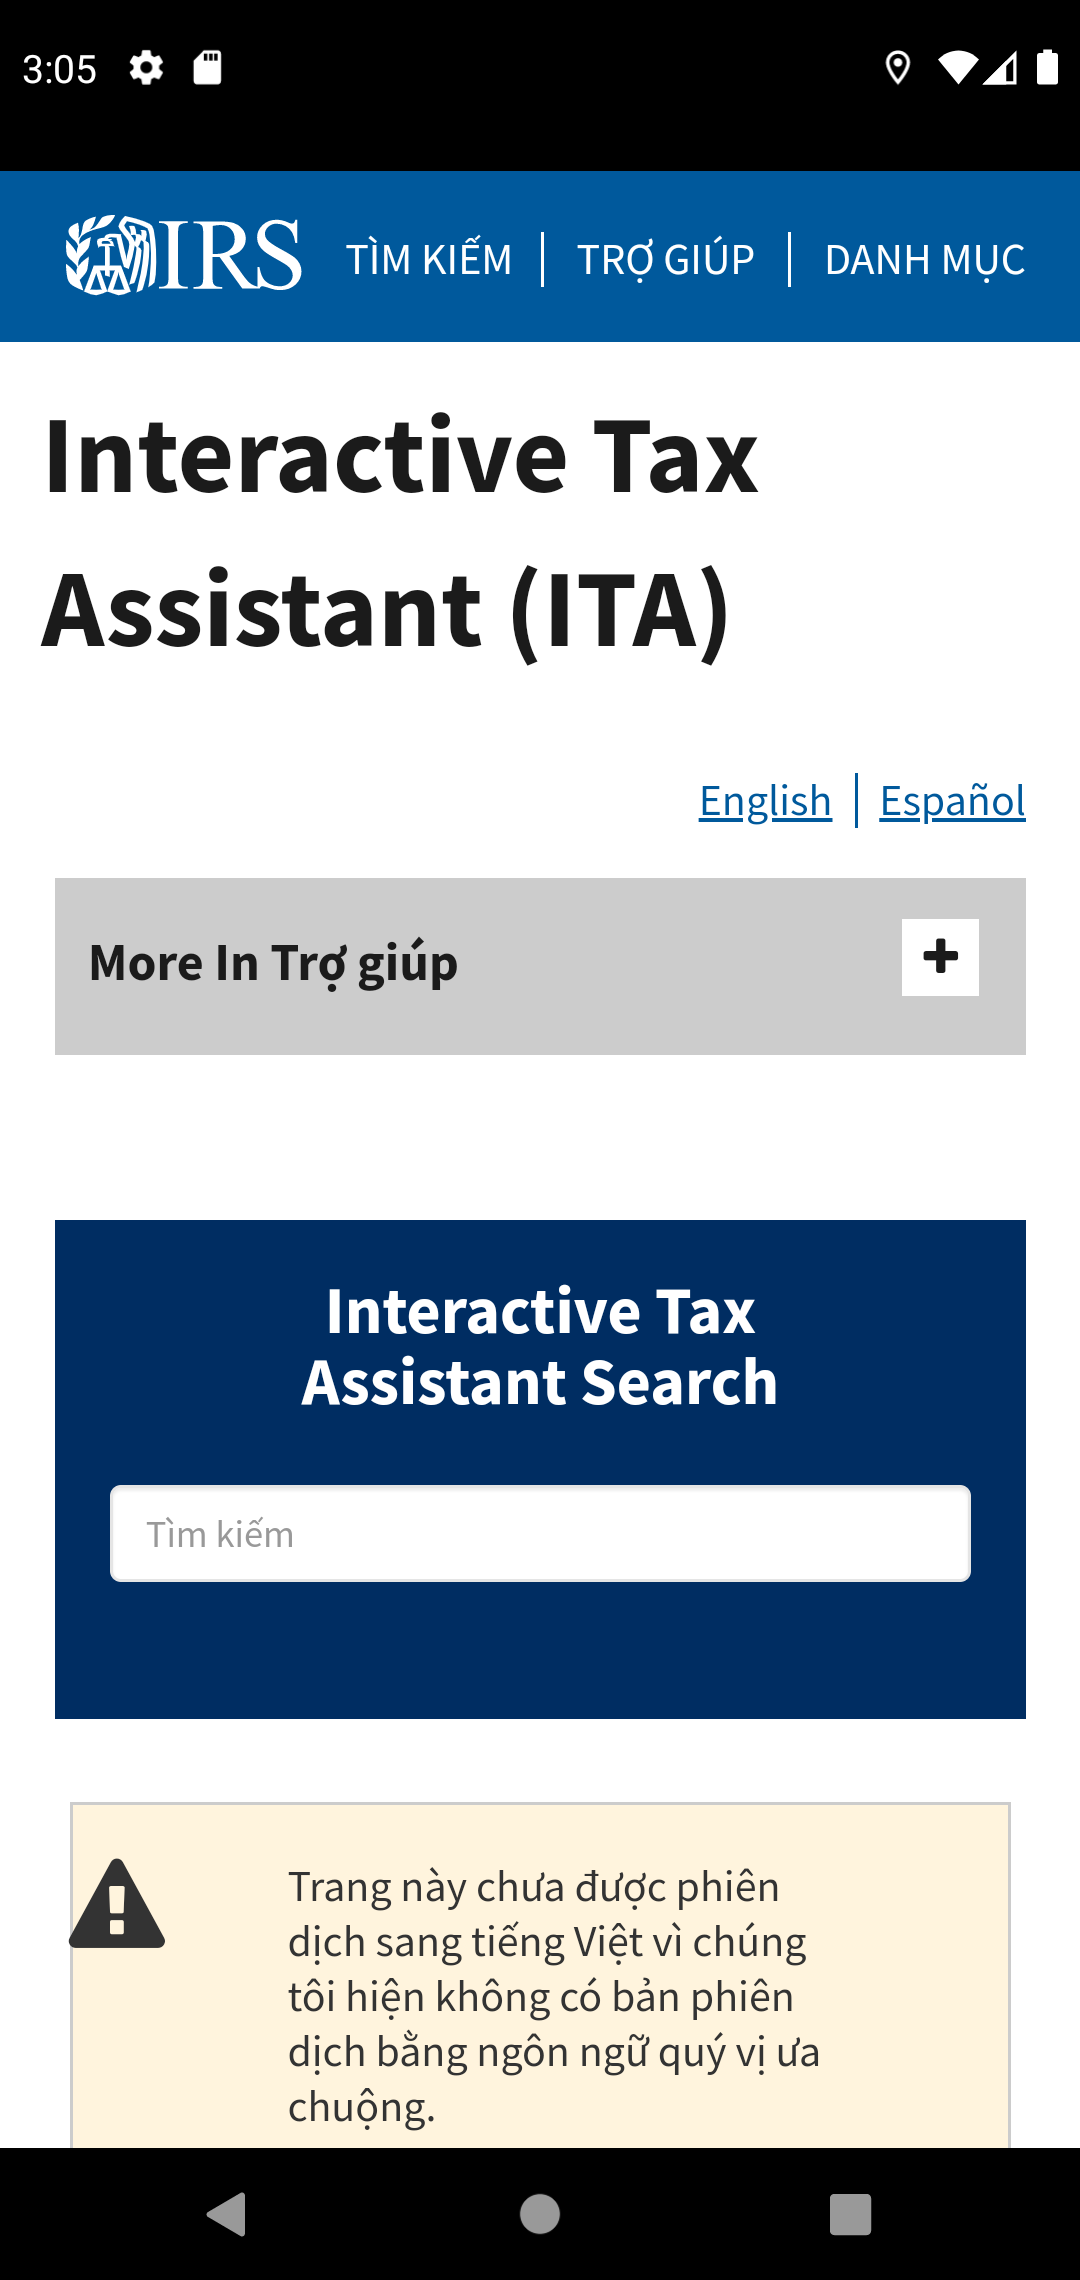 3:05
IRS
TÌM KIẾM
TRỢ GIÚP
DANH MỤC
Interactive Tax
Assistant (ITA)
English
Español
More In Trợ giúp
Interactive Tax
Assistant Search
Tìm kiếm
Trang này chưa được phiên
dịch sang tiếng Việt vì chúng
tôi hiện không có bản phiên
dịch bằng ngôn ngữ quý vị ưa
chuộng.